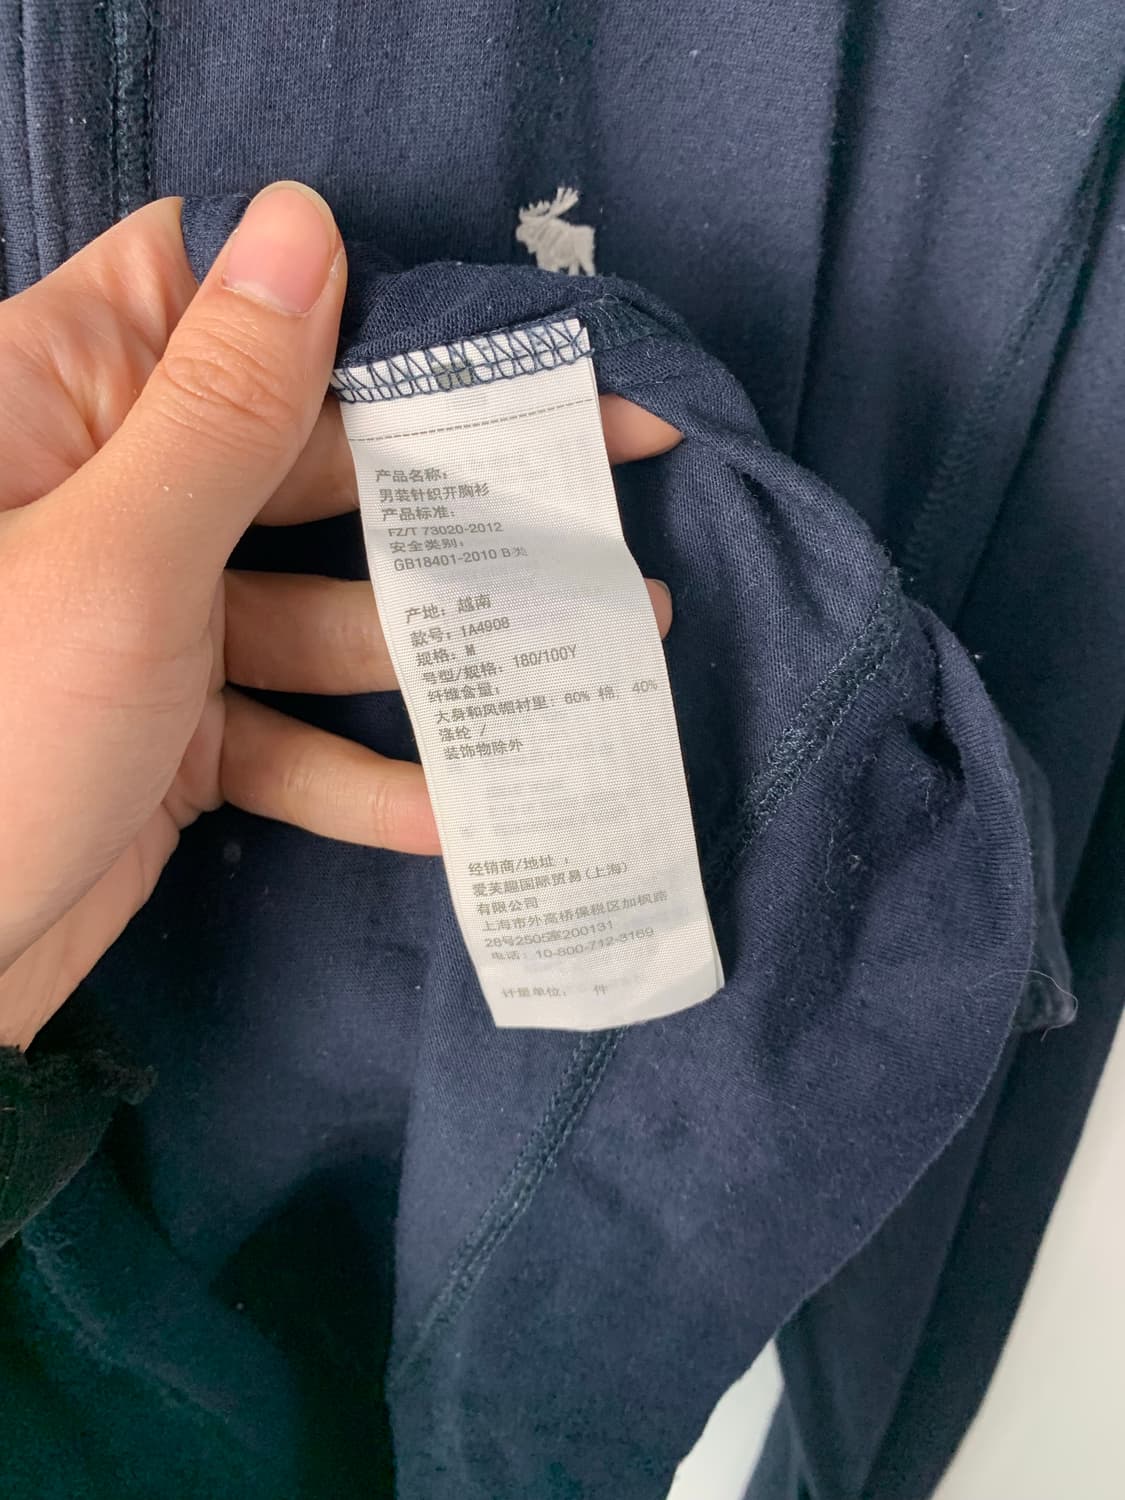 产品名称：
男装针织开胸衫
产品标准：
FZ/T 73020-2012
安全类别：
GB18401-2010 B类
产地：越南
款号：1A4908
规格：M
号型/规格：180/100Y
纤维含量：
大身和风帽衬里：60% 棉，40%
涤纶 /
装饰物除外
经销商/地址 ：
爱芙趣国际贸易(上海)
有限公司
上海市外高桥保税区加枫路
28号2505室200131
电话：10-800-712-3169
计量单位： 件